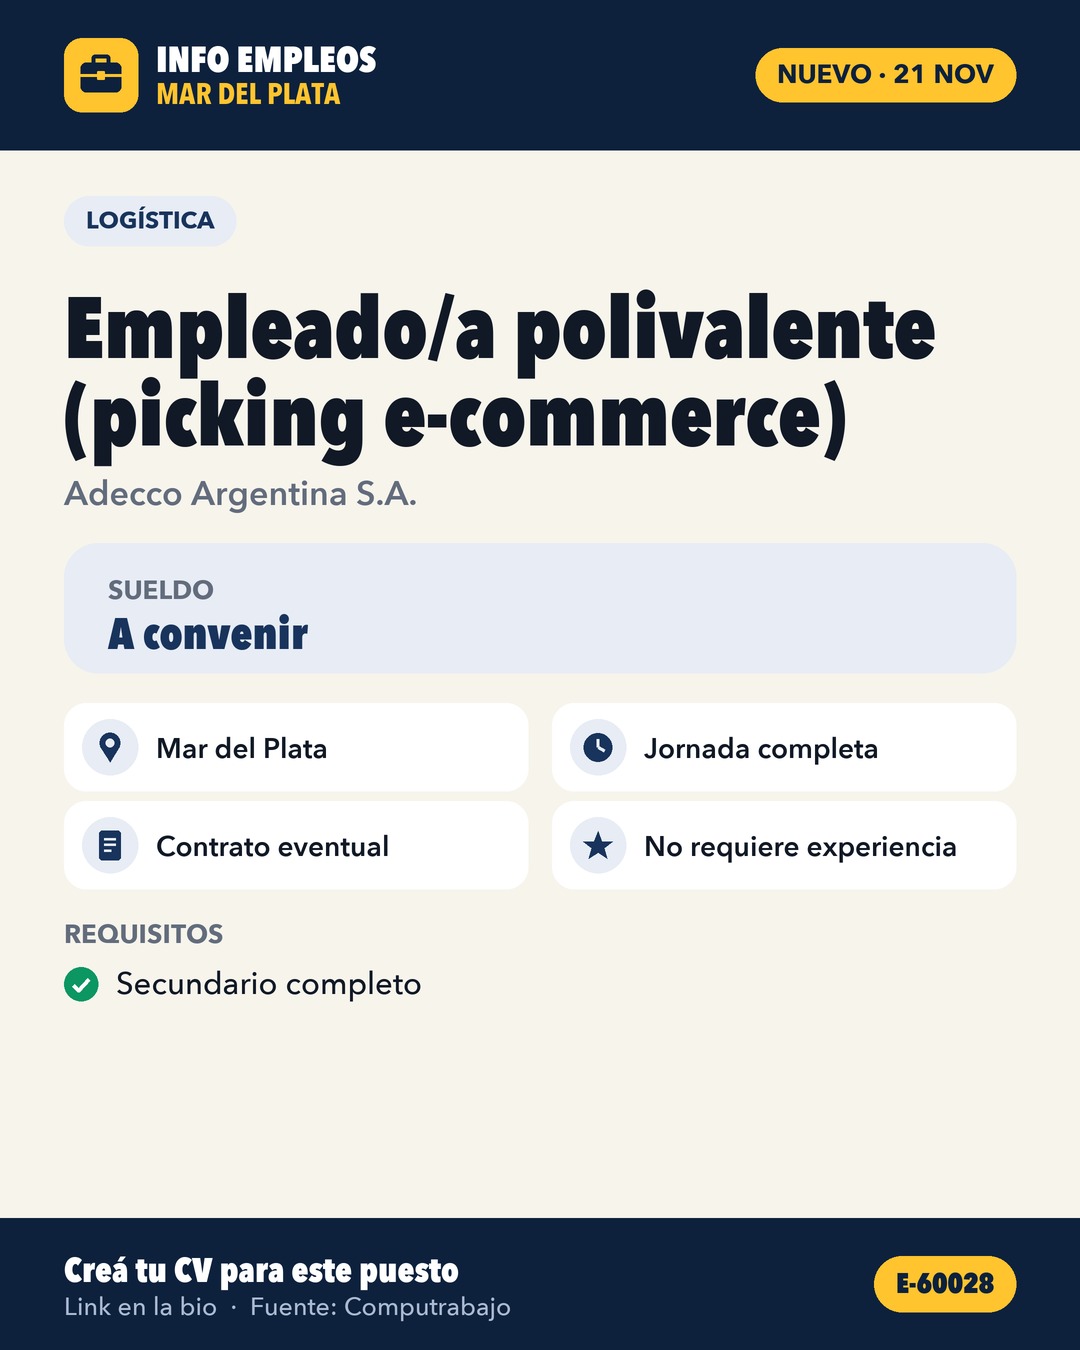 INFO EMPLEOS
MAR DEL PLATA
NUEVO · 21 NOV
LOGÍSTICA
Empleado/a polivalente
(picking e-commerce)
Adecco Argentina S.A.
SUELDO
A convenir
Mar del Plata
Jornada completa
Contrato eventual
No requiere experiencia
REQUISITOS
Secundario completo
Creá tu CV para este puesto
Link en la bio · Fuente: Computrabajo
E-60028